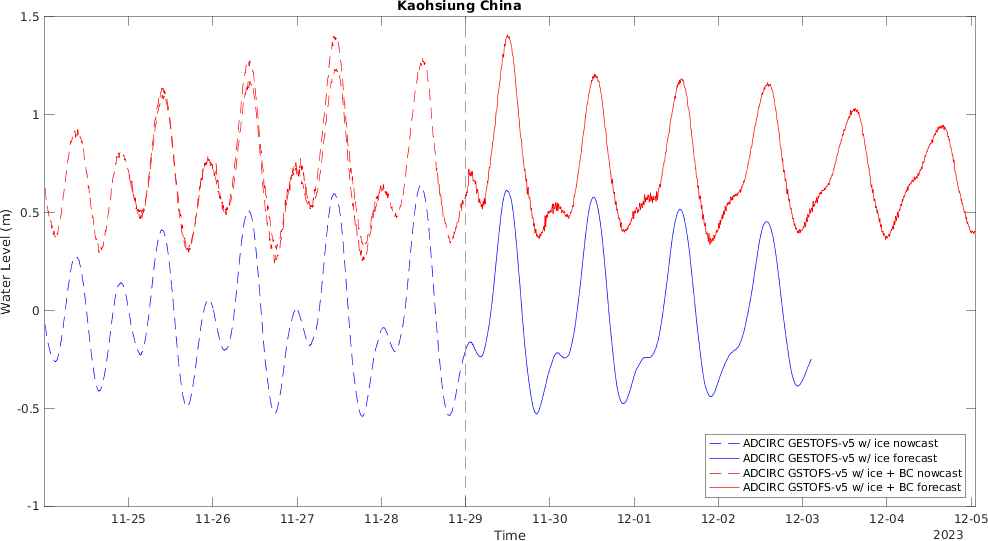 Kaohsiung China
1.5
1
0.5
0
-0.5
-1
Water Level (m)
ADCIRC GESTOFS-v5 w/ ice nowcast
ADCIRC GESTOFS-v5 w/ ice forecast
ADCIRC GSTOFS-v5 w/ ice + BC nowcast
ADCIRC GSTOFS-v5 w/ ice + BC forecast
11-25 11-26 11-27 11-28 11-29 11-30 12-01 12-02 12-03 12-04 12-05
Time
2023